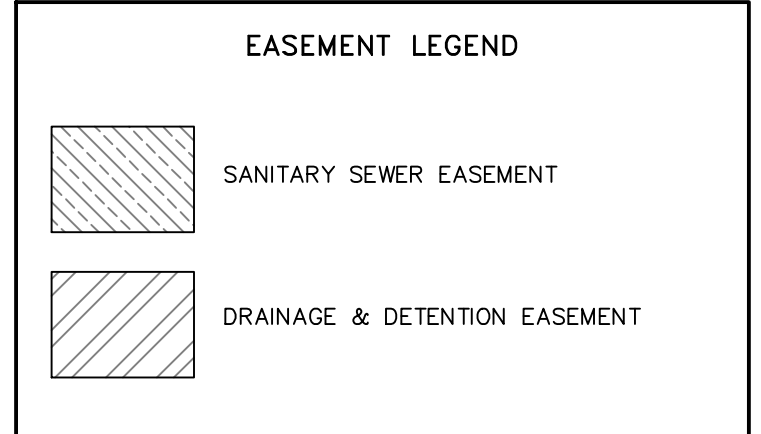 EASEMENT LEGEND
SANITARY SEWER EASEMENT
DRAINAGE & DETENTION EASEMENT